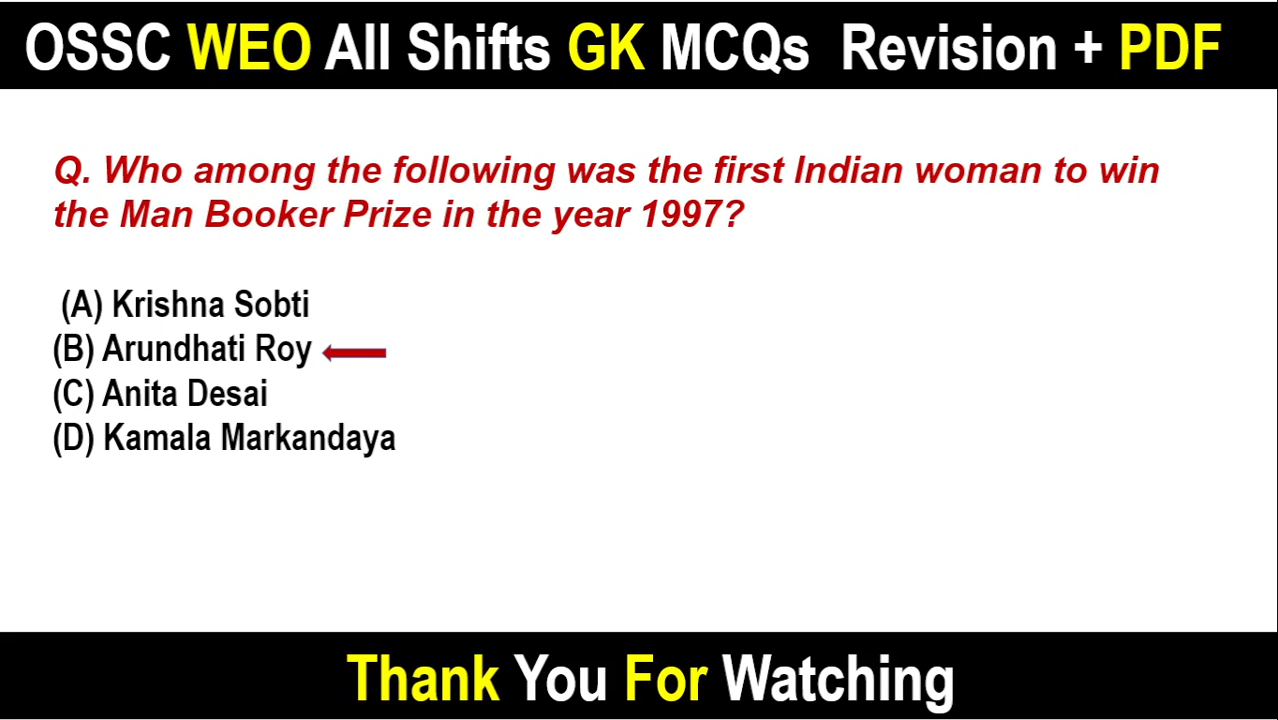 OSSC WEO All Shifts GK MCQs Revision + PDF
Q. Who among the following was the first Indian woman to win
the Man Booker Prize in the year 1997?
(A) Krishna Sobti
(B) Arundhati Roy
(C) Anita Desai
(D) Kamala Markandaya
Thank You For Watching